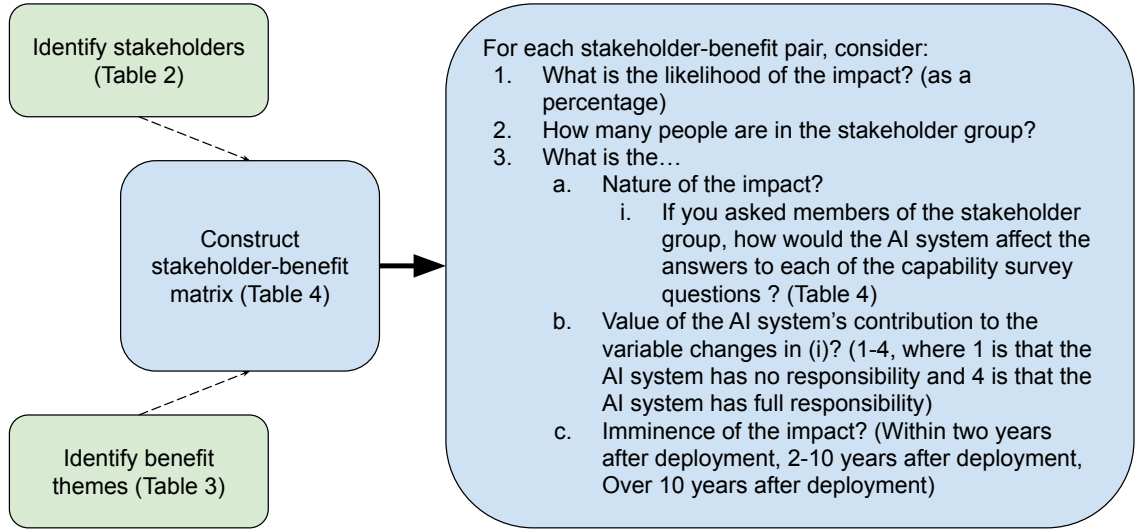 Identify stakeholders
(Table 2)
Construct
stakeholder-benefit
matrix (Table 4)
Identify benefit
themes (Table 3)
For each stakeholder-benefit pair, consider:
1. What is the likelihood of the impact? (as a
percentage)
2. How many people are in the stakeholder group?
3. What is the…
a. Nature of the impact?
i. If you asked members of the stakeholder
group, how would the AI system affect the
answers to each of the capability survey
questions ? (Table 4)
b. Value of the AI system’s contribution to the
variable changes in (i)? (1-4, where 1 is that the
AI system has no responsibility and 4 is that the
AI system has full responsibility)
c. Imminence of the impact? (Within two years
after deployment, 2-10 years after deployment,
Over 10 years after deployment)